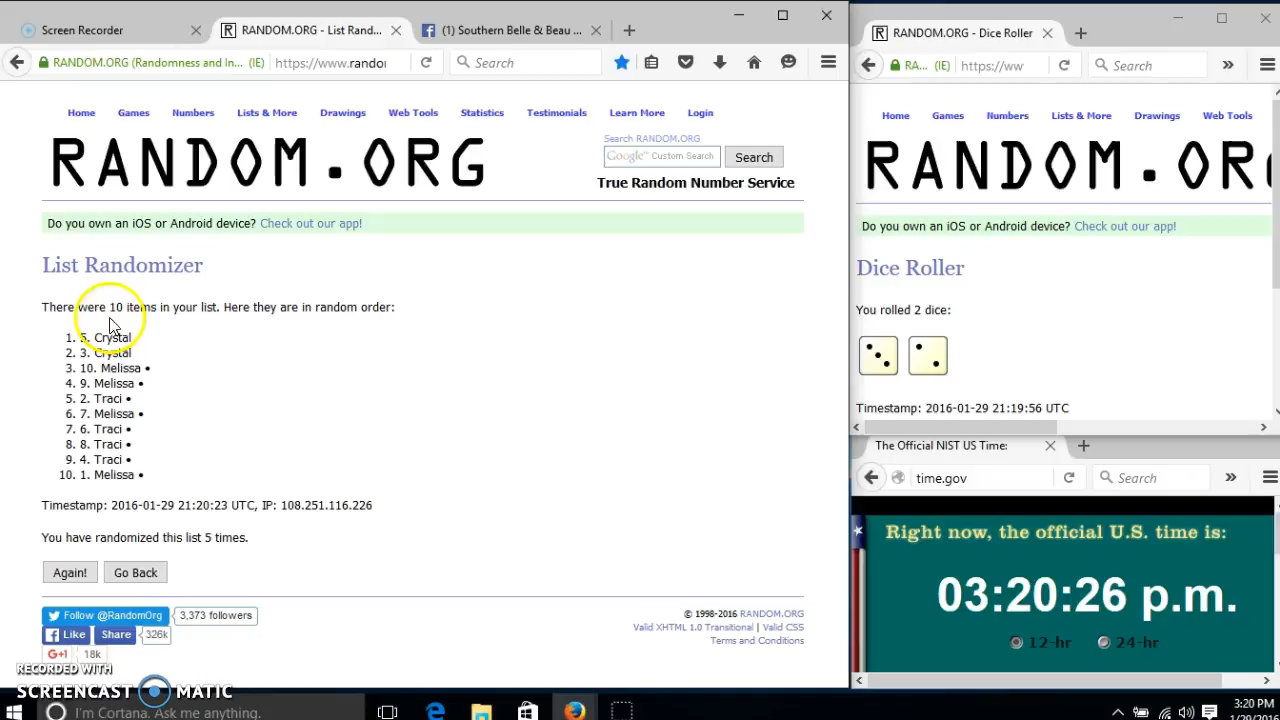 Screen Recorder
RANDOM.ORG - List Rand...
(1) Southern Belle & Beau ...
RANDOM.ORG (Randomness and In... (IE)
https://www.rando
Search
Home Games Numbers Lists & More Drawings Web Tools Statistics Testimonials Learn More Login
RANDOM.ORG
Search RANDOM.ORG
Google™ Custom Search
Search
True Random Number Service
Do you own an iOS or Android device? Check out our app!
List Randomizer
There were 10 items in your list. Here they are in random order:
1. 5. Crystal
2. 3. Crystal
3. 10. Melissa •
4. 9. Melissa •
5. 2. Traci •
6. 7. Melissa •
7. 6. Traci •
8. 8. Traci •
9. 4. Traci •
10. 1. Melissa •
Timestamp: 2016-01-29 21:20:23 UTC, IP: 108.251.116.226
You have randomized this list 5 times.
Again! Go Back
Follow @RandomOrg 3,373 followers
Like Share 326k
G+1 18k
© 1998-2016 RANDOM.ORG
Valid XHTML 1.0 Transitional | Valid CSS
Terms and Conditions
RECORDED WITH
SCREENCAST MATIC
I'm Cortana. Ask me anything.
RANDOM.ORG - Dice Roller
RA... (IE)
https://ww
Search
Home Games Numbers Lists & More Drawings Web Tools
RANDOM.OR
Do you own an iOS or Android device? Check out our app!
Dice Roller
You rolled 2 dice:
Timestamp: 2016-01-29 21:19:56 UTC
The Official NIST US Time:
time.gov
Search
Right now, the official U.S. time is:
03:20:26 p.m.
12-hr 24-hr
3:20 PM
1/29/2016